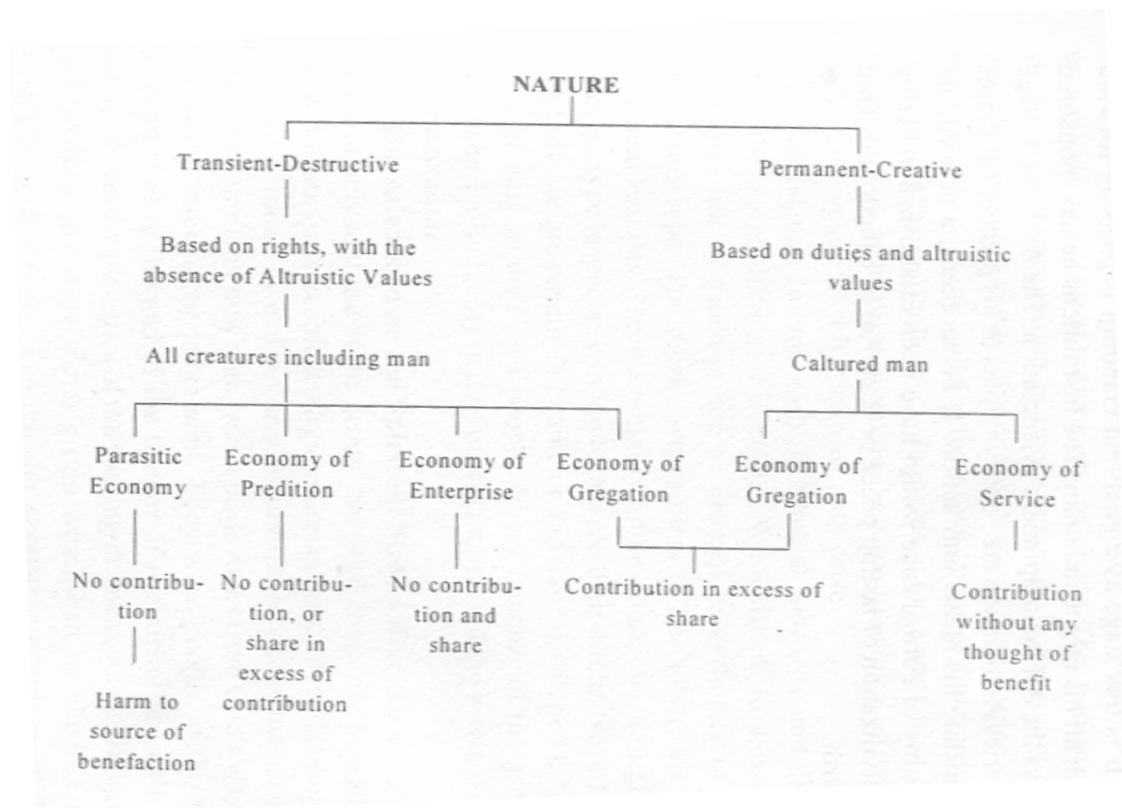 NATURE
Transient-Destructive
Permanent-Creative
Based on rights, with the
absence of Altruistic Values
Based on duties and altruistic
values
All creatures including man
Caltured man
Parasitic
Economy
Economy of
Predition
Economy of
Enterprise
Economy of
Gregation
Economy of
Gregation
Economy of
Service
No contribu-
tion
No contribu-
tion, or
share in
excess of
contribution
No contribu-
tion and
share
Contribution in excess of
share
Contribution
without any
thought of
benefit
Harm to
source of
benefaction